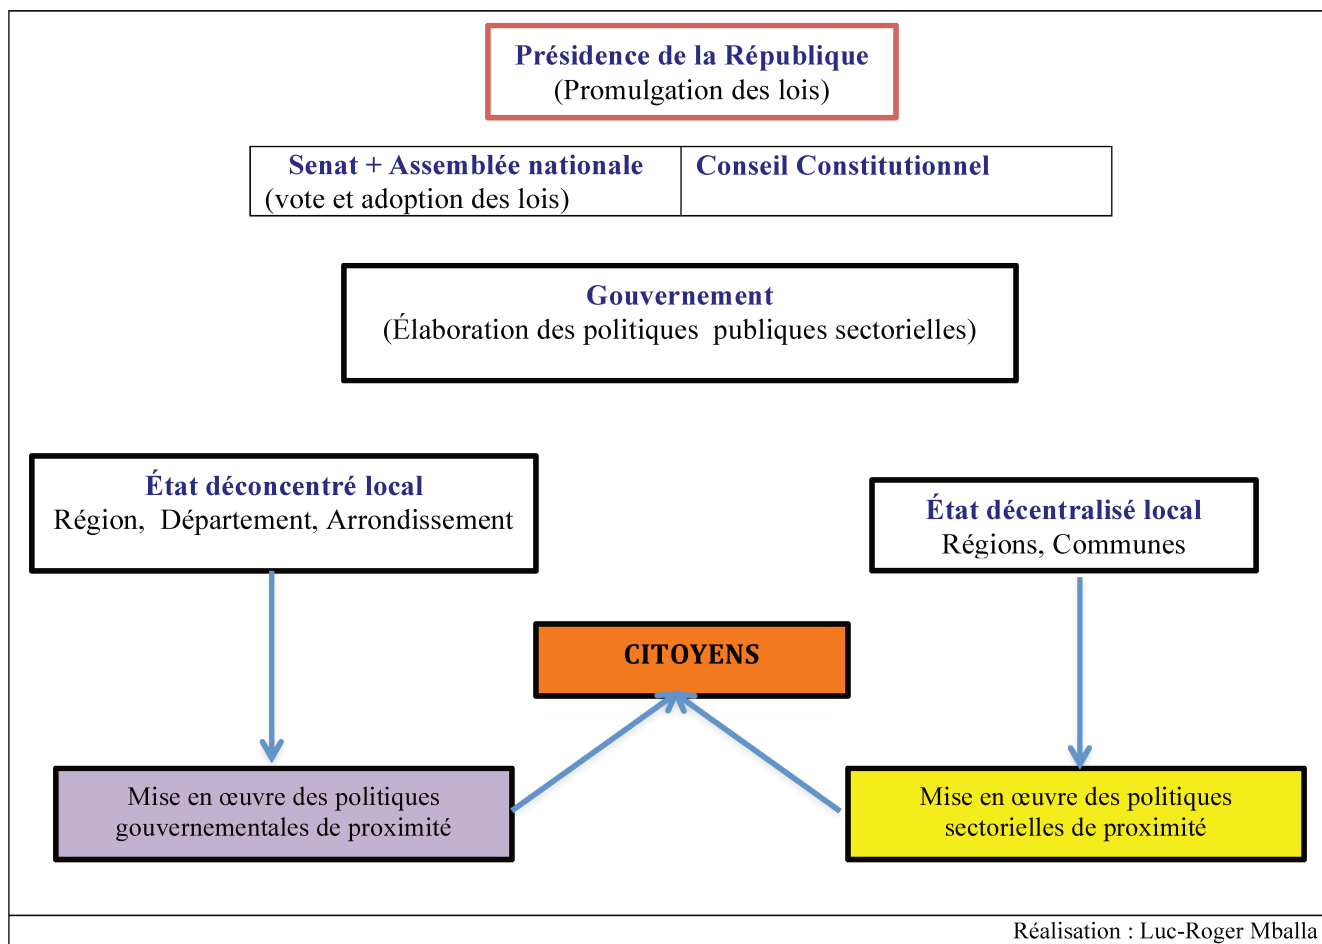 Présidence de la République
(Promulgation des lois)
Senat + Assemblée nationale
(vote et adoption des lois)
Conseil Constitutionnel
Gouvernement
(Élaboration des politiques publiques sectorielles)
État déconcentré local
Région, Département, Arrondissement
État décentralisé local
Régions, Communes
CITOYENS
Mise en œuvre des politiques
gouvernementales de proximité
Mise en œuvre des politiques
sectorielles de proximité
Réalisation : Luc-Roger Mballa